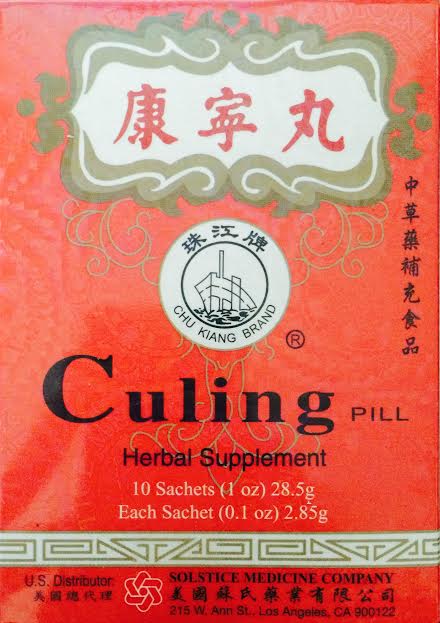 康寧丸
中草藥補充食品
珠江牌
CHU KIANG BRAND
®
Culing PILL
Herbal Supplement
10 Sachets (1 oz) 28.5g
Each Sachet (0.1 oz) 2.85g
U.S. Distributor:
美國總代理
SOLSTICE MEDICINE COMPANY
美國蘇氏藥業有限公司
215 W. Ann St., Los Angeles, CA 900122